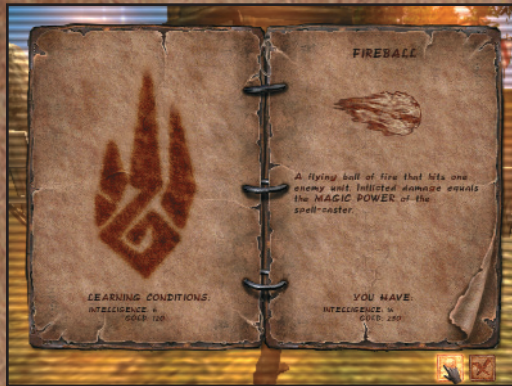 LEARNING CONDITIONS:
INTELLIGENCE: 6
GOLD: 120
FIREBALL
A flying ball of fire that hits one
enemy unit. Inflicted damage equals
the MAGIC POWER of the
spell-caster.
YOU HAVE:
INTELLIGENCE:
GOLD: 250